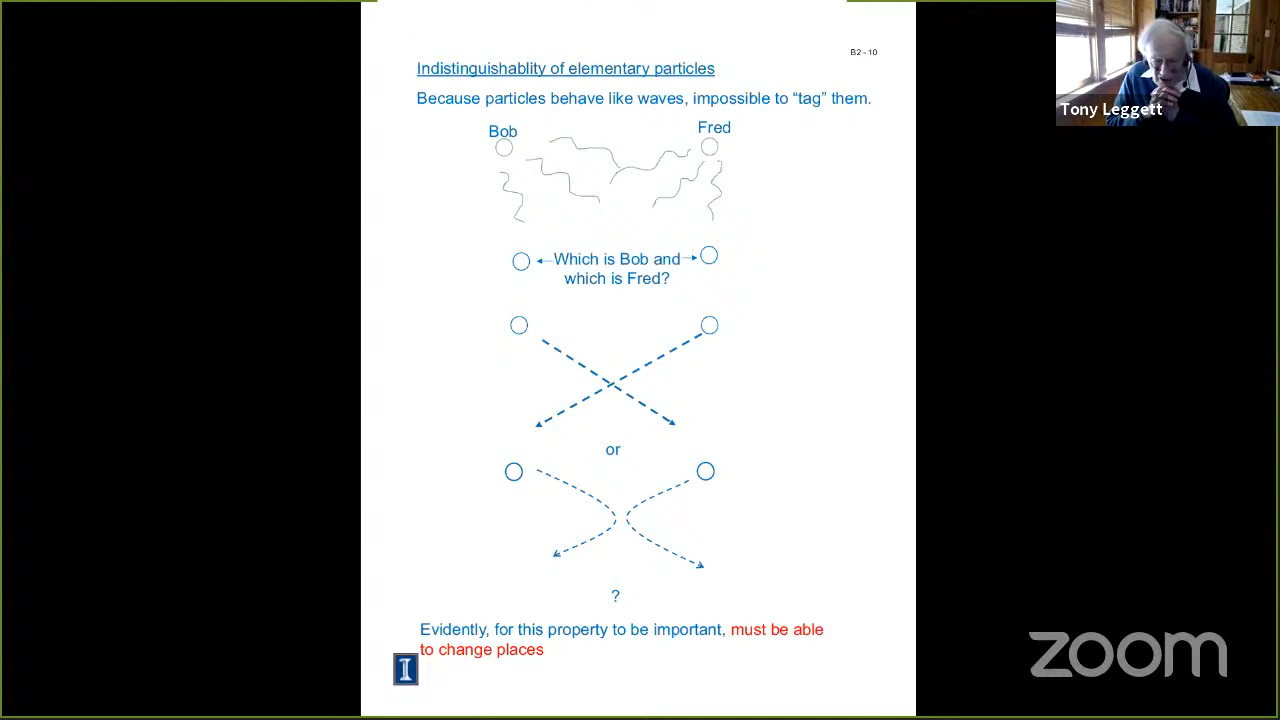 B2 - 10
Indistinguishablity of elementary particles
Because particles behave like waves, impossible to “tag” them.
Bob
Fred
Which is Bob and
which is Fred?
or
?
Evidently, for this property to be important, must be able
to change places
I
Tony Leggett
zoom